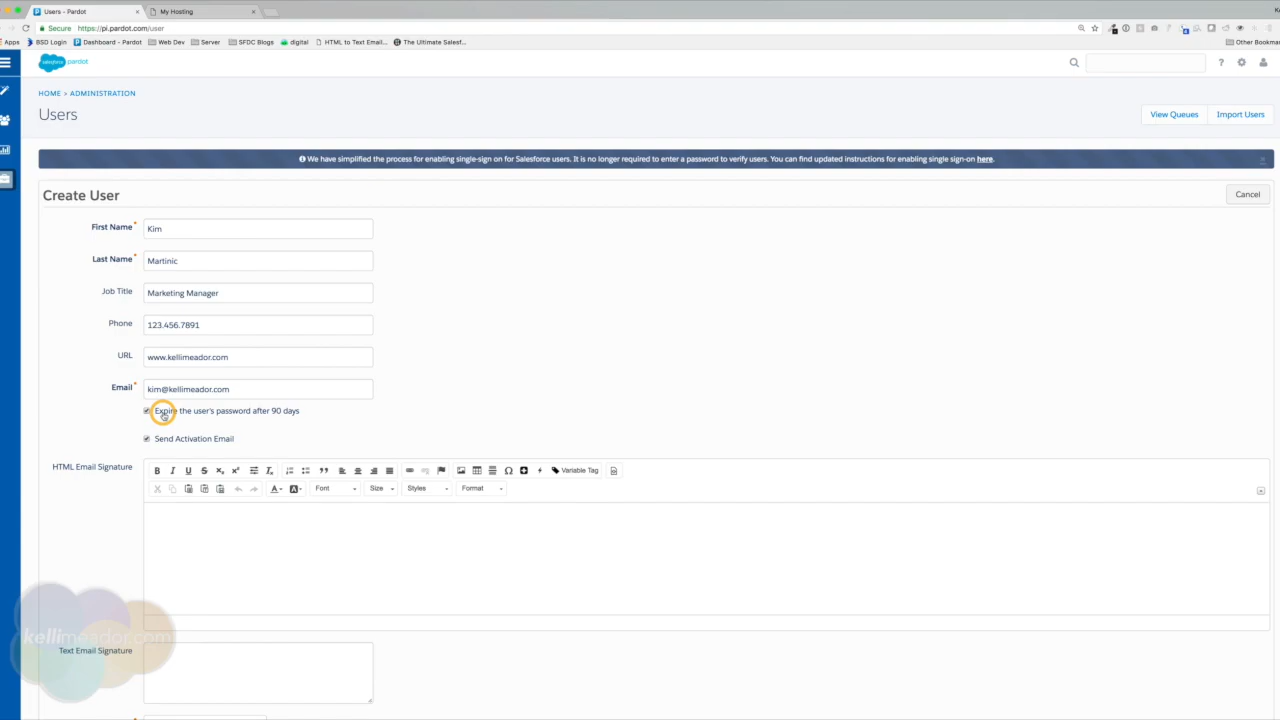 Users - Pardot
My Hosting
Secure https://pi.pardot.com/user
Apps BSD Login Dashboard - Pardot Web Dev Server SFDC Blogs digital HTML to Text Email... The Ultimate Salesf... Other Bookmar
salesforce pardot
HOME > ADMINISTRATION
Users
View Queues
Import Users
We have simplified the process for enabling single-sign on for Salesforce users. It is no longer required to enter a password to verify users. You can find updated instructions for enabling single sign-on here.
Create User
Cancel
First Name* Kim
Last Name* Martinic
Job Title Marketing Manager
Phone 123.456.7891
URL www.kellimeador.com
Email* kim@kellimeador.com
Expire the user's password after 90 days
Send Activation Email
HTML Email Signature
Variable Tag
Font Size Styles Format
kellimeador.com
Text Email Signature